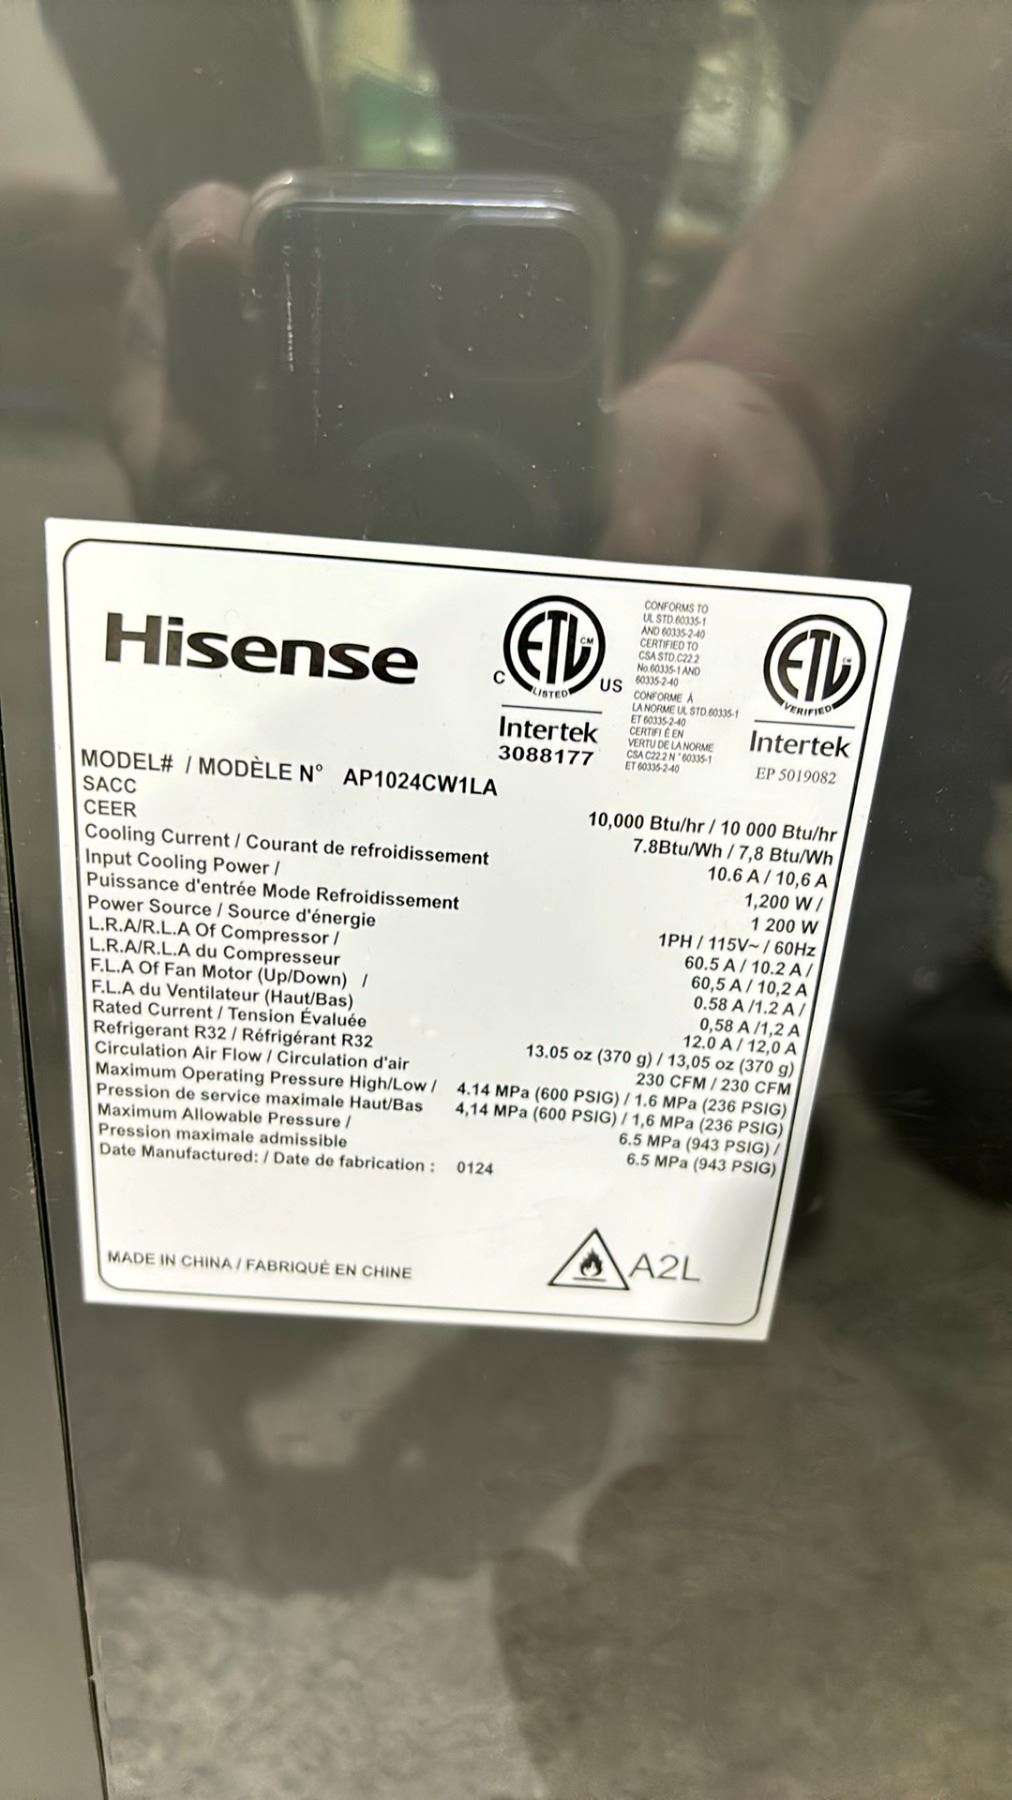 Hisense
ETL CM
LISTED
C US
Intertek
3088177
CONFORMS TO
UL STD.60335-1
AND 60335-2-40
CERTIFIED TO
CSA STD.C22.2
No.60335-1 AND
60335-2-40
CONFORME À
LA NORME UL STD.60335-1
ET 60335-2-40
CERTIFI É EN
VERTU DE LA NORME
CSA C22.2 N °60335-1
ET 60335-2-40
ETL CM
VERIFIED
Intertek
EP 5019082
MODEL# / MODÈLE N° AP1024CW1LA
SACC 10,000 Btu/hr / 10 000 Btu/hr
CEER 7.8Btu/Wh / 7,8 Btu/Wh
Cooling Current / Courant de refroidissement 10.6 A / 10,6 A
Input Cooling Power / 1,200 W /
Puissance d'entrée Mode Refroidissement 1 200 W
Power Source / Source d'énergie 1PH / 115V~ / 60Hz
L.R.A/R.L.A Of Compressor / 60.5 A / 10.2 A /
L.R.A/R.L.A du Compresseur 60,5 A / 10,2 A
F.L.A Of Fan Motor (Up/Down) / 0.58 A /1.2 A /
F.L.A du Ventilateur (Haut/Bas) 0,58 A /1,2 A
Rated Current / Tension Évaluée 12.0 A / 12,0 A
Refrigerant R32 / Réfrigérant R32 13.05 oz (370 g) / 13,05 oz (370 g)
Circulation Air Flow / Circulation d'air 230 CFM / 230 CFM
Maximum Operating Pressure High/Low / 4.14 MPa (600 PSIG) / 1.6 MPa (236 PSIG)
Pression de service maximale Haut/Bas 4,14 MPa (600 PSIG) / 1,6 MPa (236 PSIG)
Maximum Allowable Pressure / 6.5 MPa (943 PSIG) /
Pression maximale admissible 6.5 MPa (943 PSIG)
Date Manufactured: / Date de fabrication : 0124
MADE IN CHINA / FABRIQUÉ EN CHINE
A2L